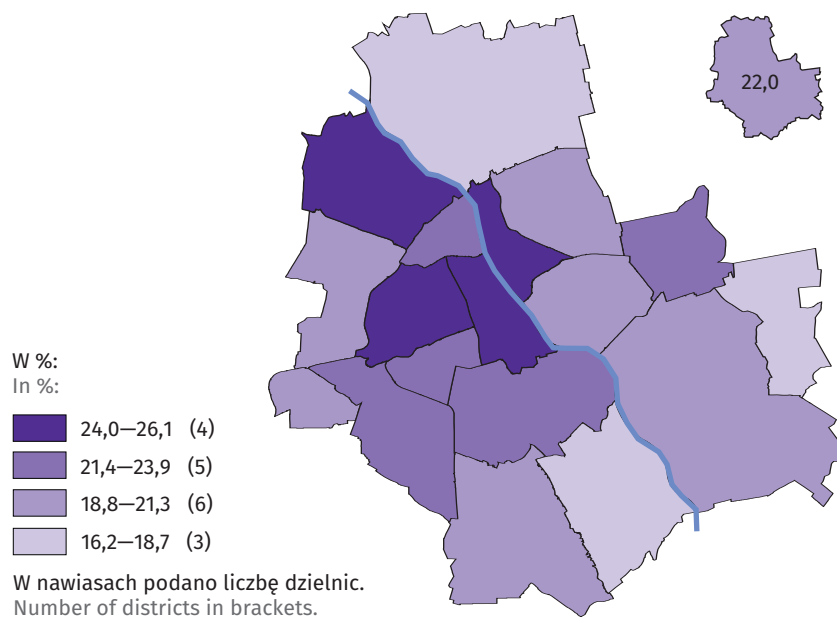 22,0
W %:
In %:
24,0—26,1 (4)
21,4—23,9 (5)
18,8—21,3 (6)
16,2—18,7 (3)
W nawiasach podano liczbę dzielnic.
Number of districts in brackets.